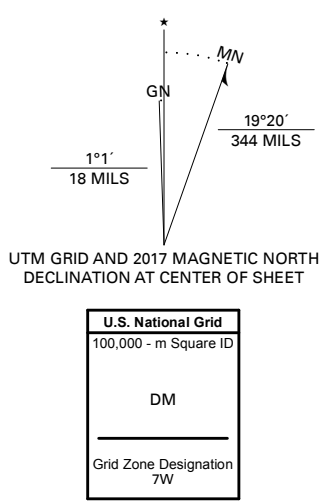 ★
MN
GN
19°20´
344 MILS
1°1´
18 MILS
UTM GRID AND 2017 MAGNETIC NORTH
DECLINATION AT CENTER OF SHEET
U.S. National Grid
100,000 - m Square ID
DM
Grid Zone Designation
7W